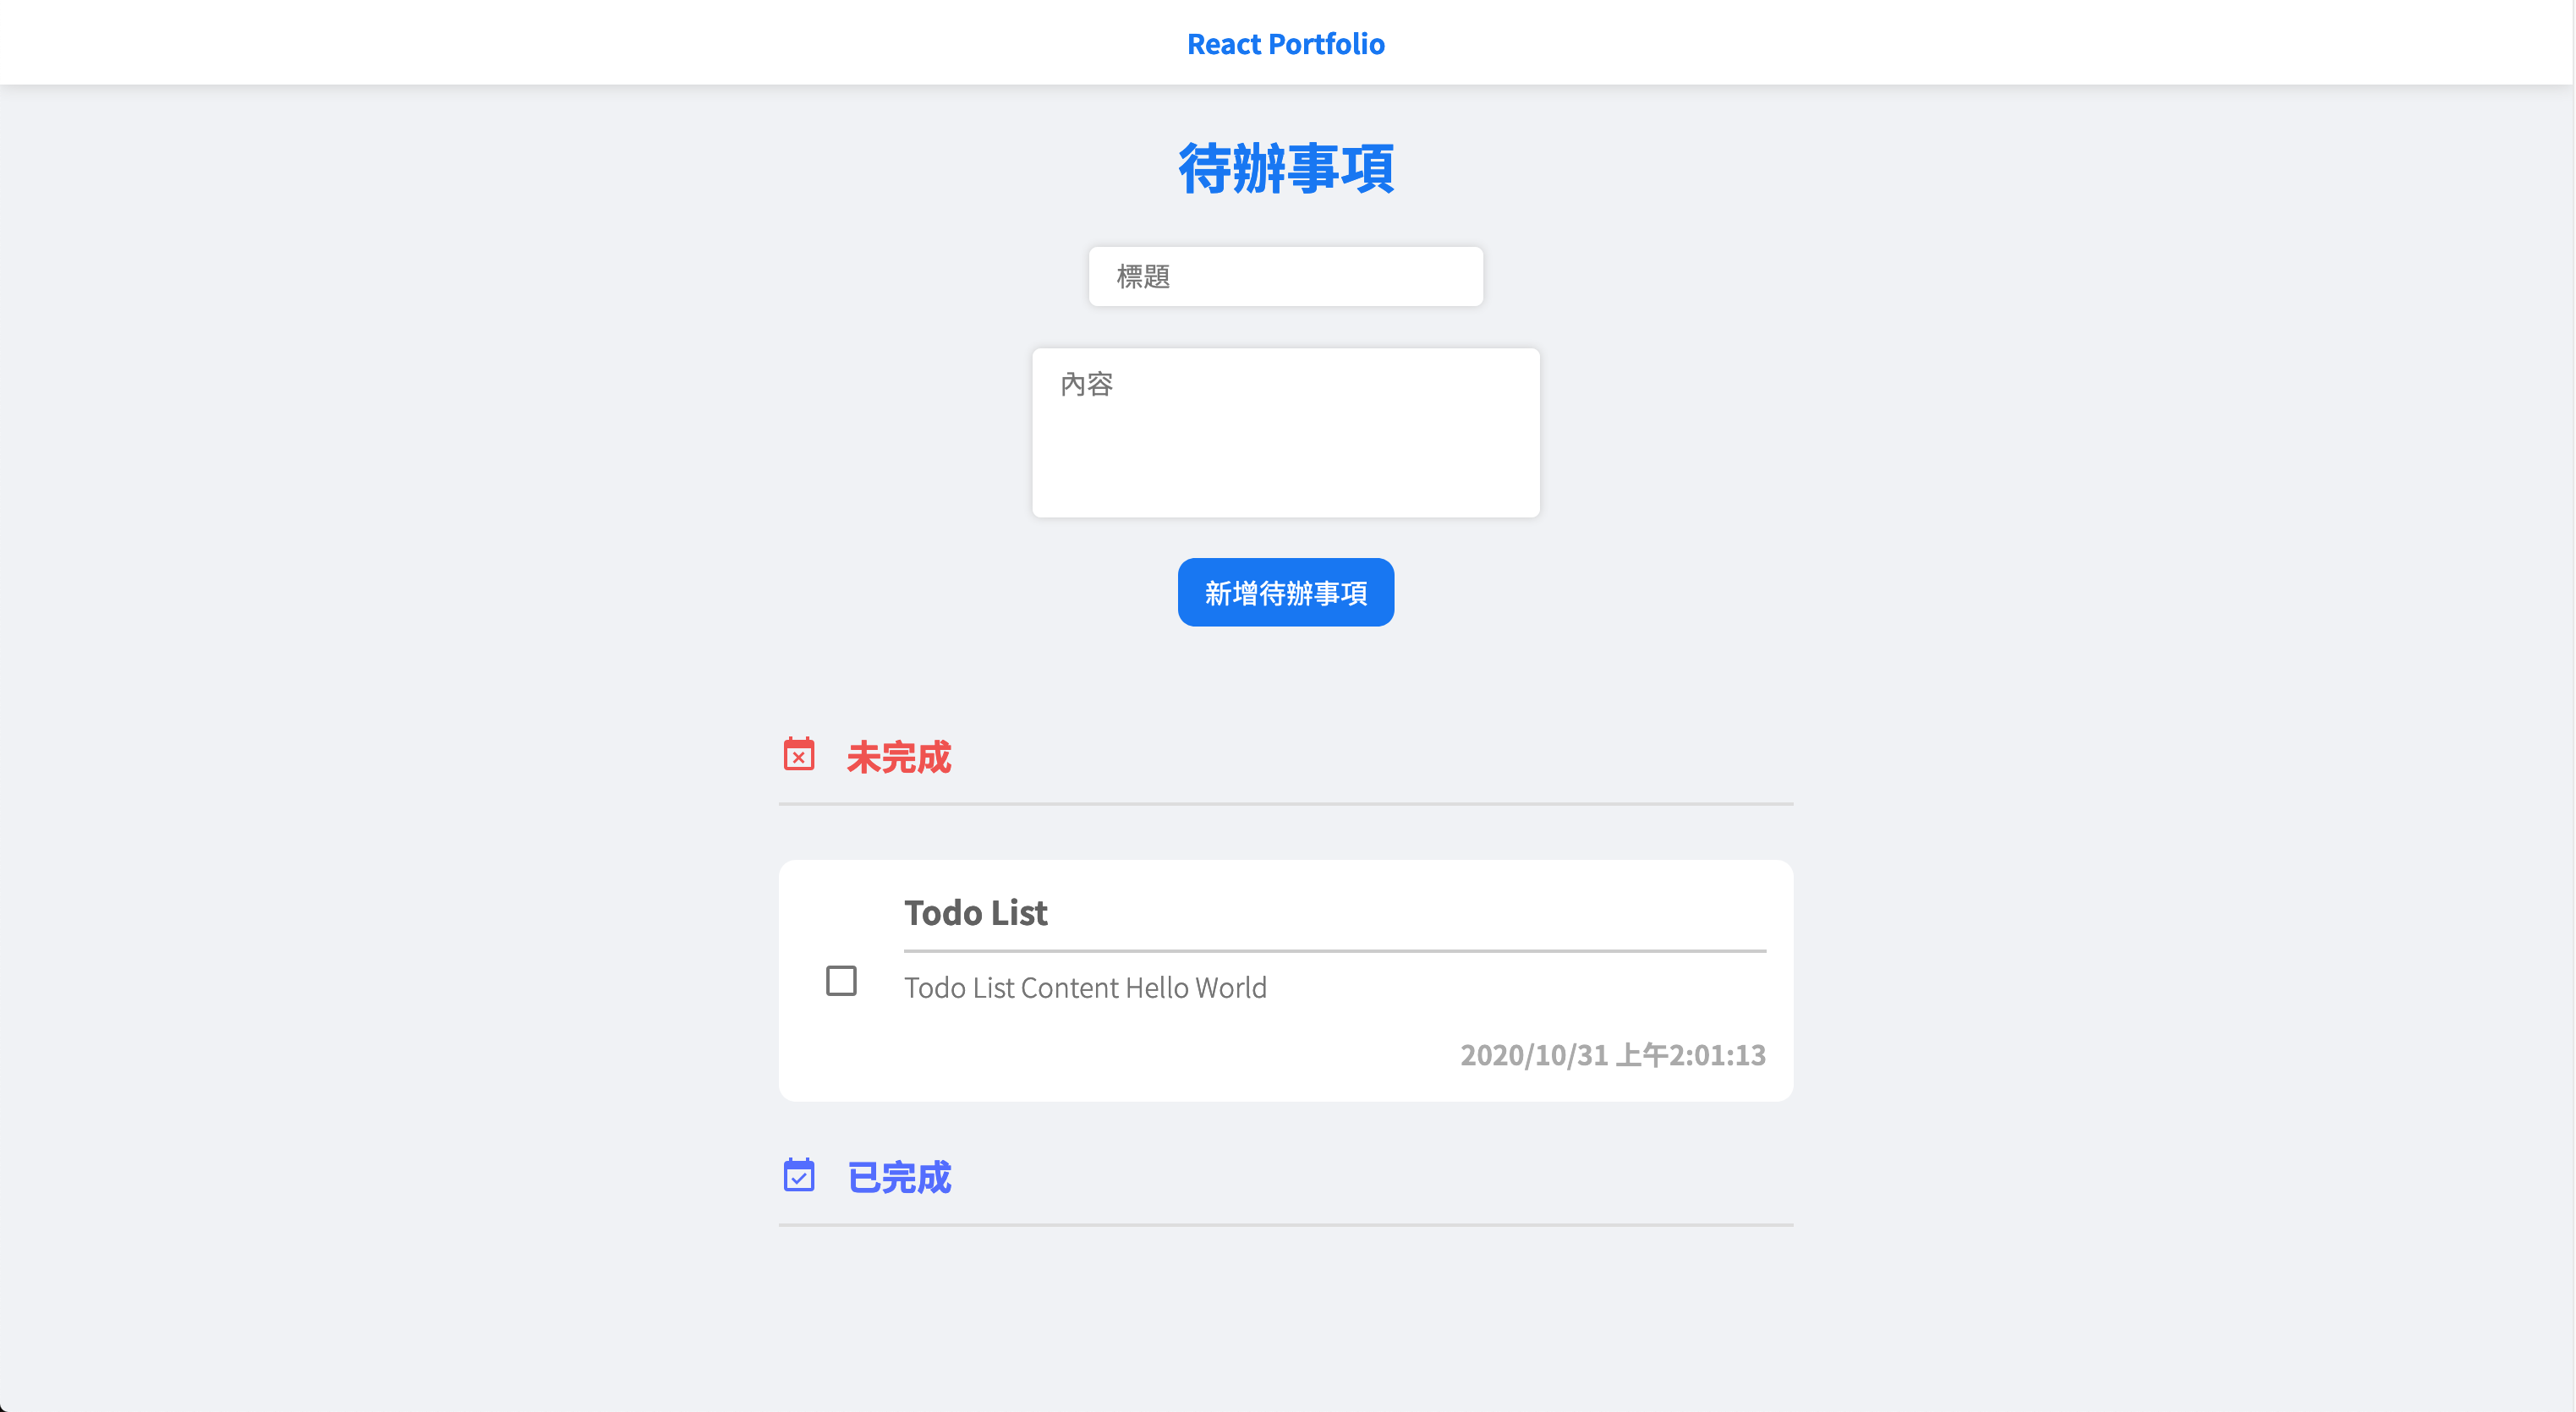 React Portfolio
待辦事項
標題
內容
新增待辦事項
未完成
Todo List
Todo List Content Hello World
2020/10/31 上午2:01:13
已完成